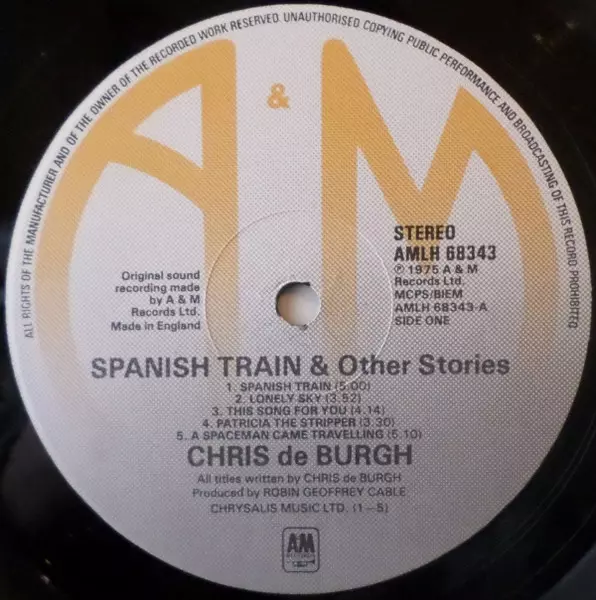 ALL RIGHTS OF THE MANUFACTURER AND OF THE OWNER OF THE RECORDED WORK RESERVED. UNAUTHORISED COPYING PUBLIC PERFORMANCE AND BROADCASTING OF THIS RECORD PROHIBITED
A & M
STEREO
AMLH 68343
℗ 1975 A & M
Records Ltd.
MCPS/BIEM
AMLH 68343-A
SIDE ONE
Original sound
recording made
by A & M
Records Ltd.
Made in England
SPANISH TRAIN & Other Stories
1. SPANISH TRAIN (5.00)
2. LONELY SKY (3.52)
3. THIS SONG FOR YOU (4.14)
4. PATRICIA THE STRIPPER (3.30)
5. A SPACEMAN CAME TRAVELLING (5.10)
CHRIS de BURGH
All titles written by CHRIS de BURGH
Produced by ROBIN GEOFFREY CABLE
CHRYSALIS MUSIC LTD. (1–5)
AM